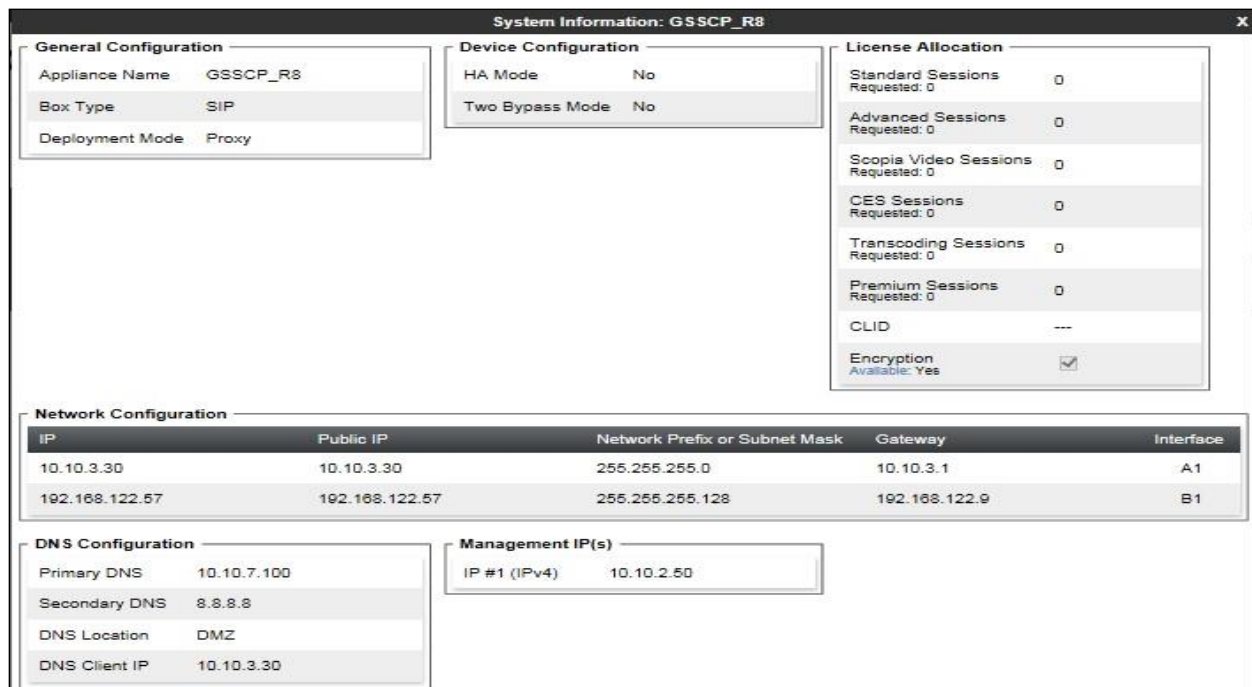 System Information: GSSCP_R8 X
General Configuration
Appliance Name GSSCP_R8
Box Type SIP
Deployment Mode Proxy
Device Configuration
HA Mode No
Two Bypass Mode No
License Allocation
Standard Sessions 0
Requested: 0
Advanced Sessions 0
Requested: 0
Scopia Video Sessions 0
Requested: 0
CES Sessions 0
Requested: 0
Transcoding Sessions 0
Requested: 0
Premium Sessions 0
Requested: 0
CLID ---
Encryption
Available: Yes
Network Configuration
IP Public IP Network Prefix or Subnet Mask Gateway Interface
10.10.3.30 10.10.3.30 255.255.255.0 10.10.3.1 A1
192.168.122.57 192.168.122.57 255.255.255.128 192.168.122.9 B1
DNS Configuration
Primary DNS 10.10.7.100
Secondary DNS 8.8.8.8
DNS Location DMZ
DNS Client IP 10.10.3.30
Management IP(s)
IP #1 (IPv4) 10.10.2.50